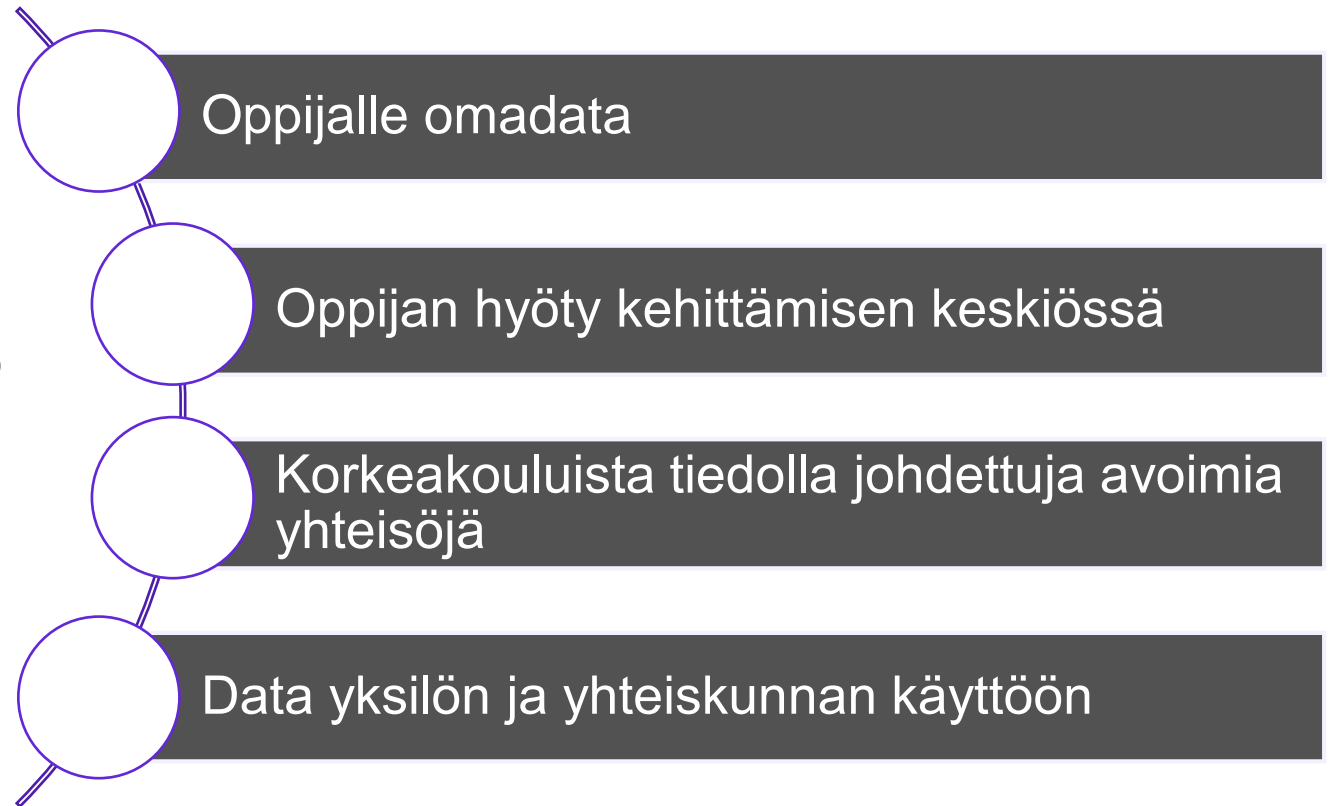 Oppijalle omadata
Oppijan hyöty kehittämisen keskiössä
Korkeakouluista tiedolla johdettuja avoimia
yhteisöjä
Data yksilön ja yhteiskunnan käyttöön